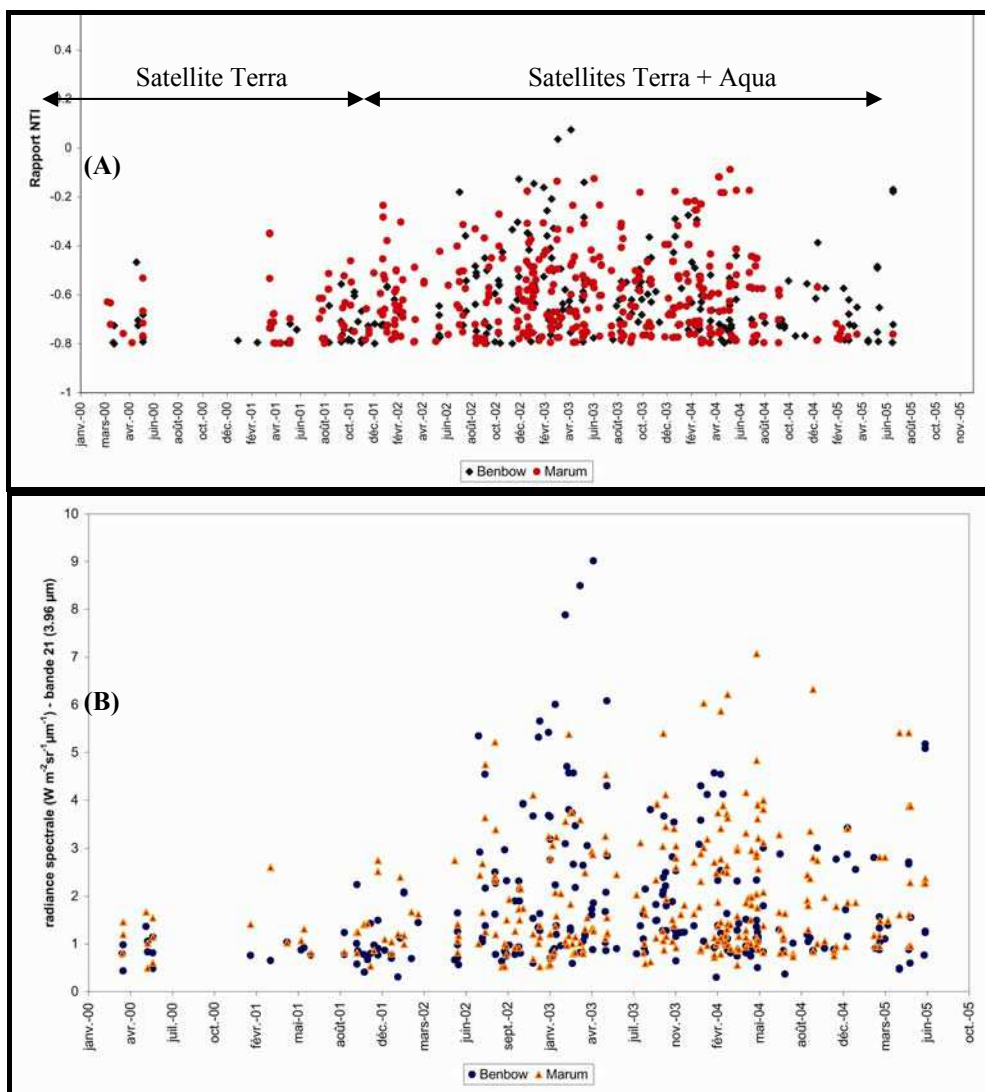 Satellite Terra
Satellites Terra + Aqua
(A)
Rapport NTI
0.4
0.2
0
-0.2
-0.4
-0.6
-0.8
-1
janv.-00
mars-00
avr.-00
juin-00
août-00
oct.-00
déc.-00
févr.-01
avr.-01
juin-01
août-01
oct.-01
déc.-01
févr.-02
avr.-02
juin-02
août-02
oct.-02
déc.-02
févr.-03
avr.-03
juin-03
août-03
oct.-03
déc.-03
févr.-04
avr.-04
juin-04
août-04
oct.-04
déc.-04
févr.-05
avr.-05
juin-05
août-05
oct.-05
nov.-05
Benbow Marum
(B)
radiance spectrale (W m-2sr-1µm-1) - bande 21 (3.96 µm)
10
9
8
7
6
5
4
3
2
1
0
janv.-00
avr.-00
juil.-00
oct.-00
févr.-01
mai-01
août-01
déc.-01
mars-02
juin-02
sept.-02
janv.-03
avr.-03
juil.-03
nov.-03
févr.-04
mai-04
août-04
déc.-04
mars-05
juin-05
oct.-05
Benbow Marum